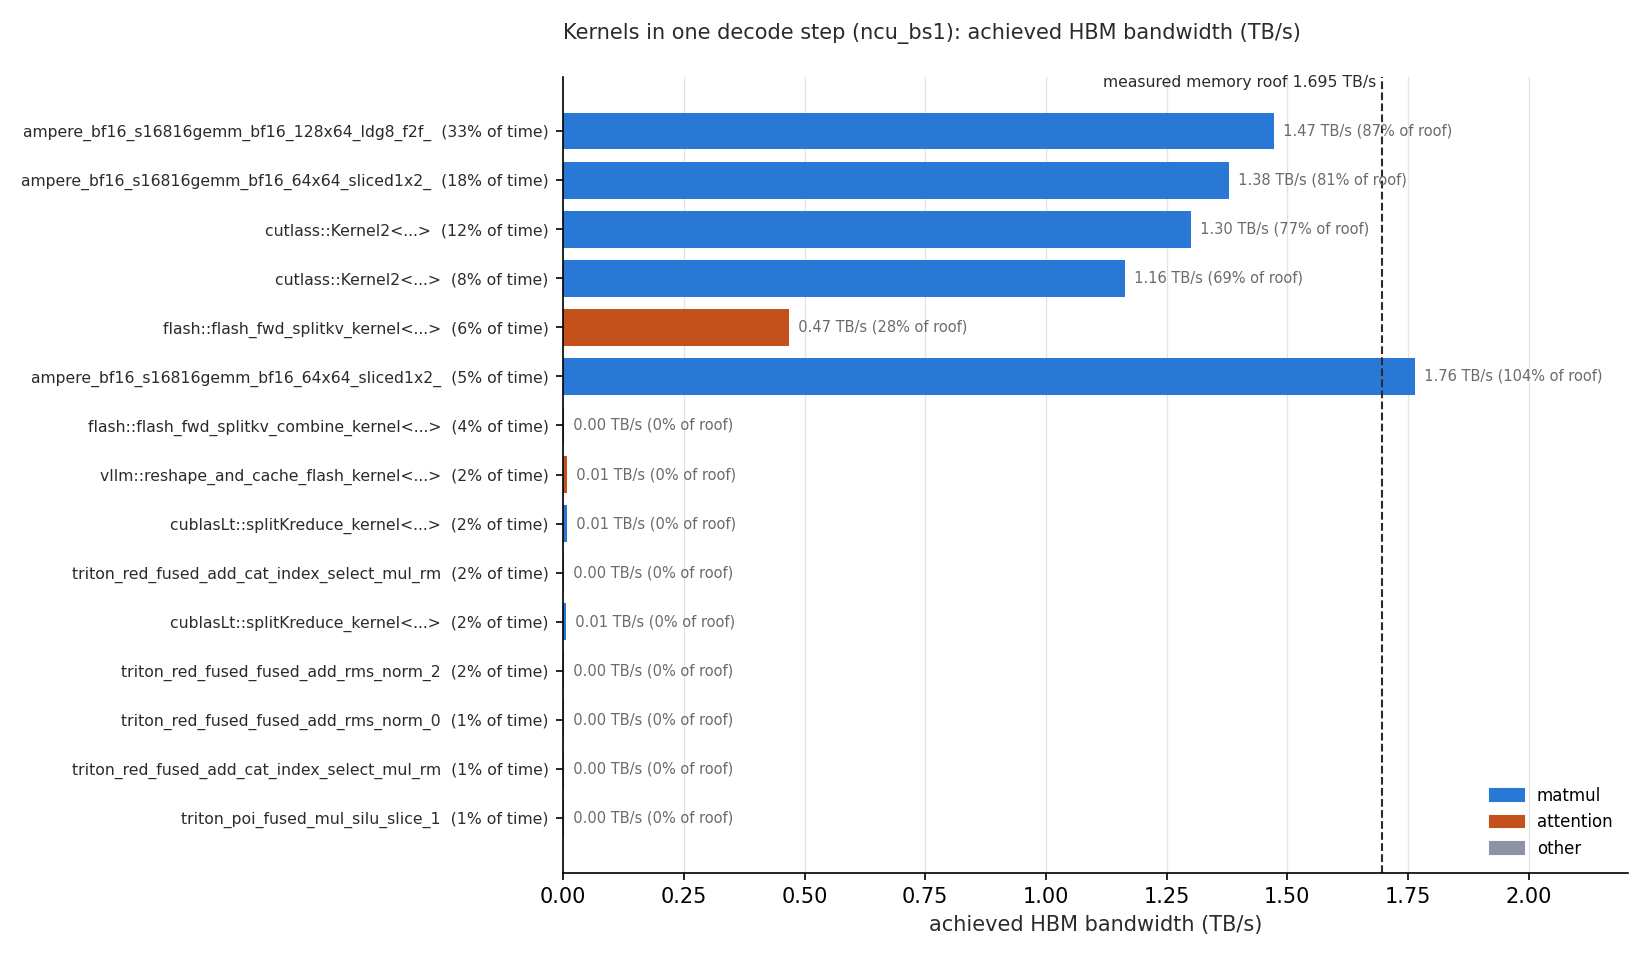 Kernels in one decode step (ncu_bs1): achieved HBM bandwidth (TB/s)
measured memory roof 1.695 TB/s
ampere_bf16_s16816gemm_bf16_128x64_ldg8_f2f_ (33% of time) 1.47 TB/s (87% of roof)
ampere_bf16_s16816gemm_bf16_64x64_sliced1x2_ (18% of time) 1.38 TB/s (81% of roof)
cutlass::Kernel2<...> (12% of time) 1.30 TB/s (77% of roof)
cutlass::Kernel2<...> (8% of time) 1.16 TB/s (69% of roof)
flash::flash_fwd_splitkv_kernel<...> (6% of time) 0.47 TB/s (28% of roof)
ampere_bf16_s16816gemm_bf16_64x64_sliced1x2_ (5% of time) 1.76 TB/s (104% of roof)
flash::flash_fwd_splitkv_combine_kernel<...> (4% of time) 0.00 TB/s (0% of roof)
vllm::reshape_and_cache_flash_kernel<...> (2% of time) 0.01 TB/s (0% of roof)
cublasLt::splitKreduce_kernel<...> (2% of time) 0.01 TB/s (0% of roof)
triton_red_fused_add_cat_index_select_mul_rm (2% of time) 0.00 TB/s (0% of roof)
cublasLt::splitKreduce_kernel<...> (2% of time) 0.01 TB/s (0% of roof)
triton_red_fused_fused_add_rms_norm_2 (2% of time) 0.00 TB/s (0% of roof)
triton_red_fused_fused_add_rms_norm_0 (1% of time) 0.00 TB/s (0% of roof)
triton_red_fused_add_cat_index_select_mul_rm (1% of time) 0.00 TB/s (0% of roof)
triton_poi_fused_mul_silu_slice_1 (1% of time) 0.00 TB/s (0% of roof)
matmul
attention
other
0.00 0.25 0.50 0.75 1.00 1.25 1.50 1.75 2.00
achieved HBM bandwidth (TB/s)